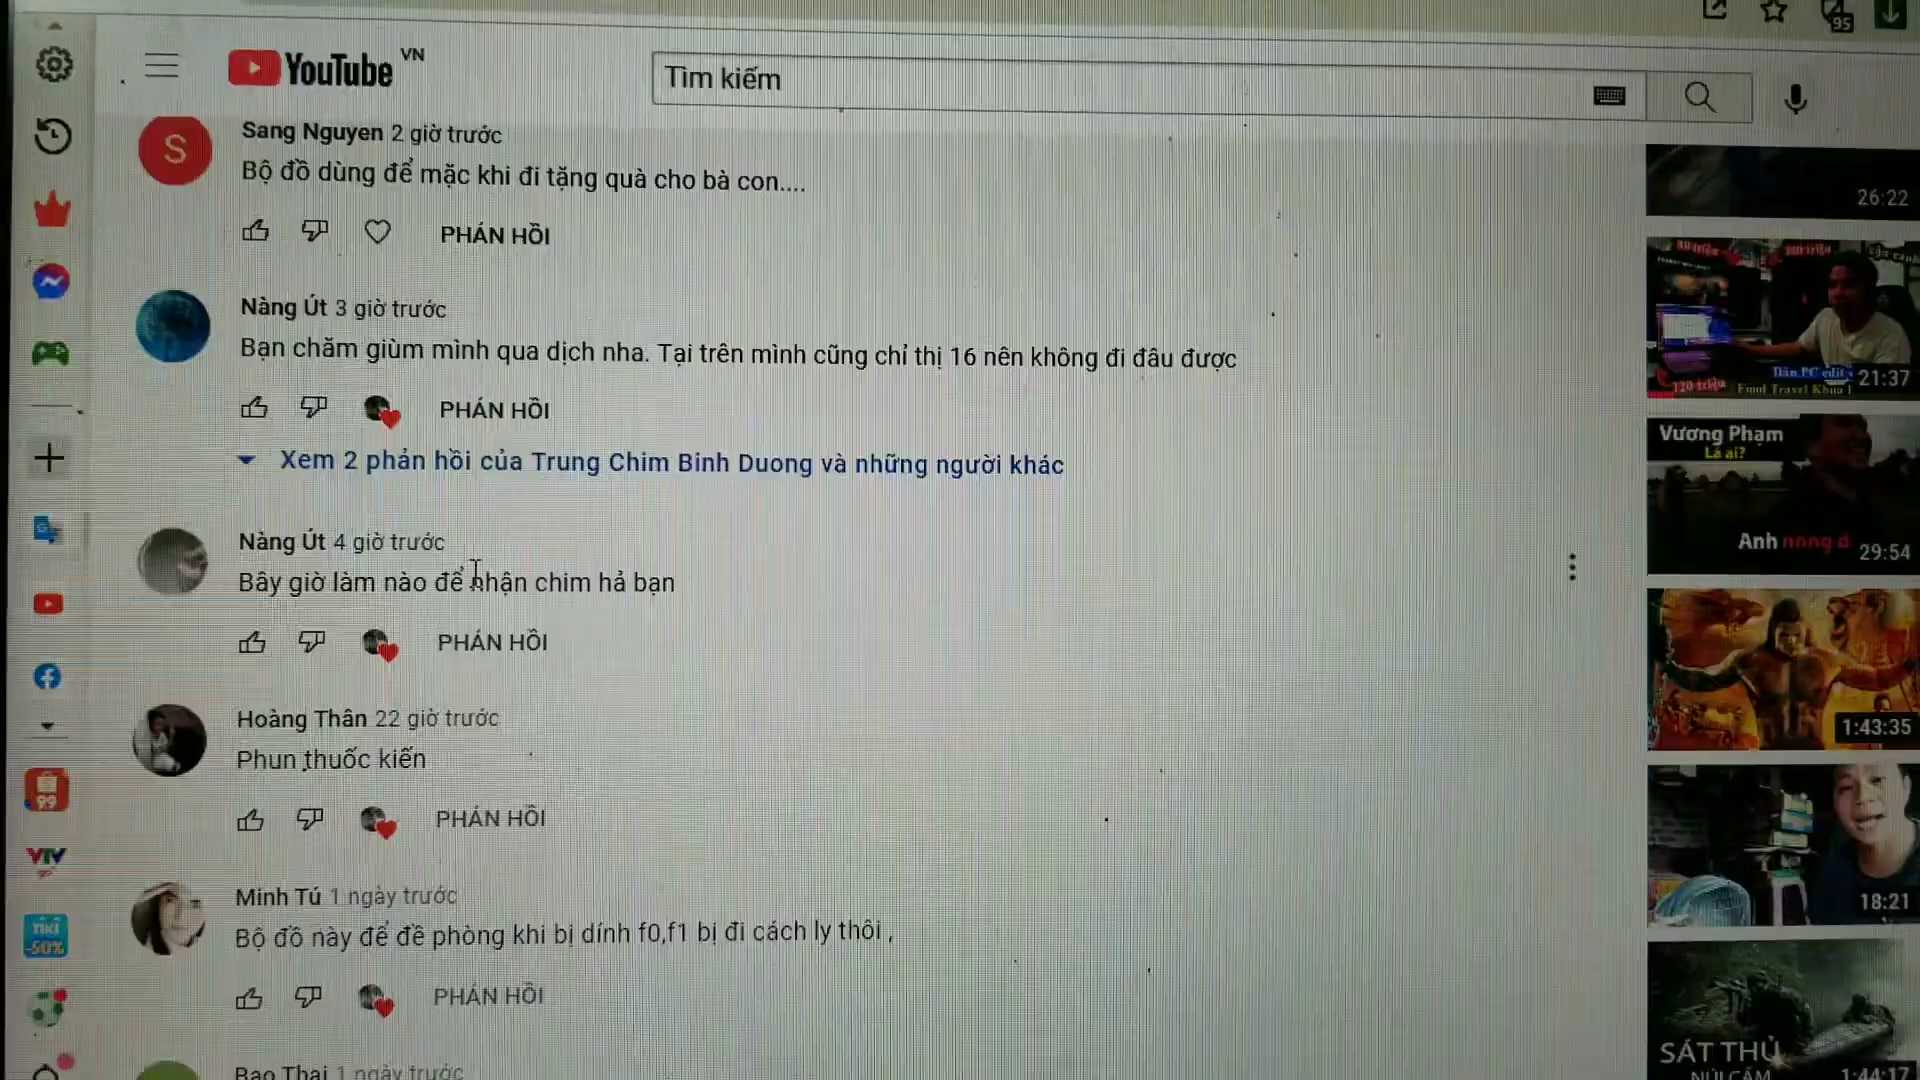 95
YouTube VN
Tìm kiếm
Sang Nguyen 2 giờ trước
Bộ đồ dùng để mặc khi đi tặng quà cho bà con....
PHẢN HỒI
Nàng Út 3 giờ trước
Bạn chăm giùm mình qua dịch nha. Tại trên mình cũng chỉ thị 16 nên không đi đâu được
PHẢN HỒI
Xem 2 phản hồi của Trung Chim Binh Duong và những người khác
Nàng Út 4 giờ trước
Bây giờ làm nào để nhận chim hả bạn
PHẢN HỒI
Hoàng Thân 22 giờ trước
Phun thuốc kiến
PHẢN HỒI
Minh Tú 1 ngày trước
Bộ đồ này để đề phòng khi bị dính f0,f1 bị đi cách ly thôi ,
PHẢN HỒI
Bao Thai 1 ngày trước
99
VTV
TIKI
-50%
26:22
120 triệu
21:37
Vương Phạm
Là ai?
Anh nông d
29:54
1:43:35
18:21
SÁT THỦ
NÚI CẤM
1:44:17